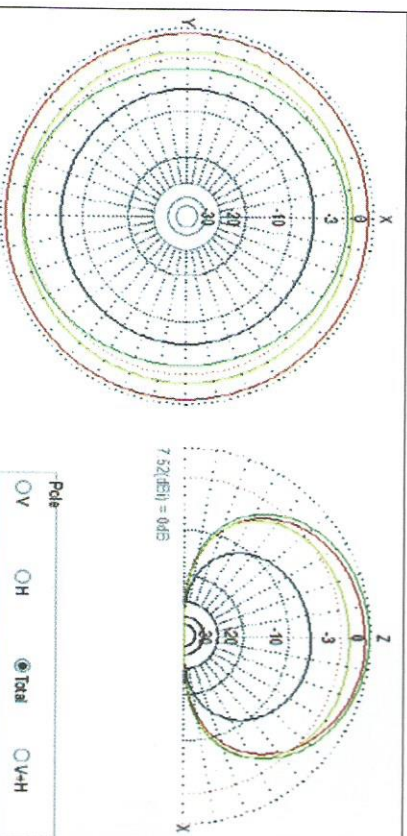 Y
X
0
-3
-10
-20
-30
7.52(dBi) = 0dB
Z
0
-3
-10
-20
-30
X
Pole
V
H
Total
V+H